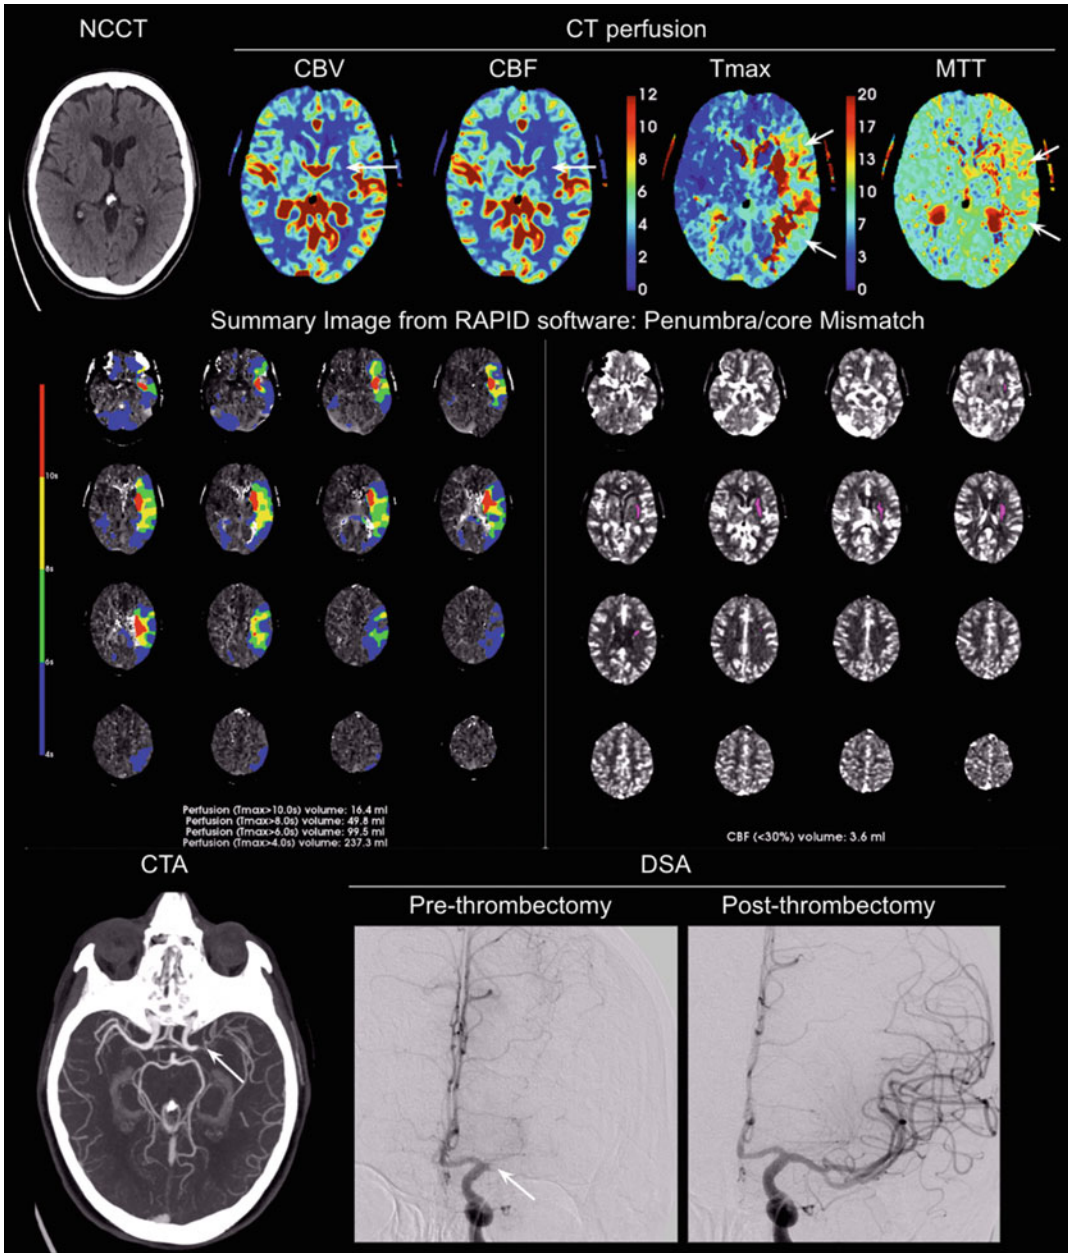 NCCT
CT perfusion
CBV
CBF
Tmax
MTT
12
10
8
6
4
2
0
20
17
13
10
7
3
0
Summary Image from RAPID software: Penumbra/core Mismatch
10s
8s
6s
4s
Perfusion (Tmax>10.0s) volume: 16.4 ml
Perfusion (Tmax>8.0s) volume: 49.8 ml
Perfusion (Tmax>6.0s) volume: 99.5 ml
Perfusion (Tmax>4.0s) volume: 237.3 ml
CBF (<30%) volume: 3.6 ml
CTA
DSA
Pre-thrombectomy
Post-thrombectomy